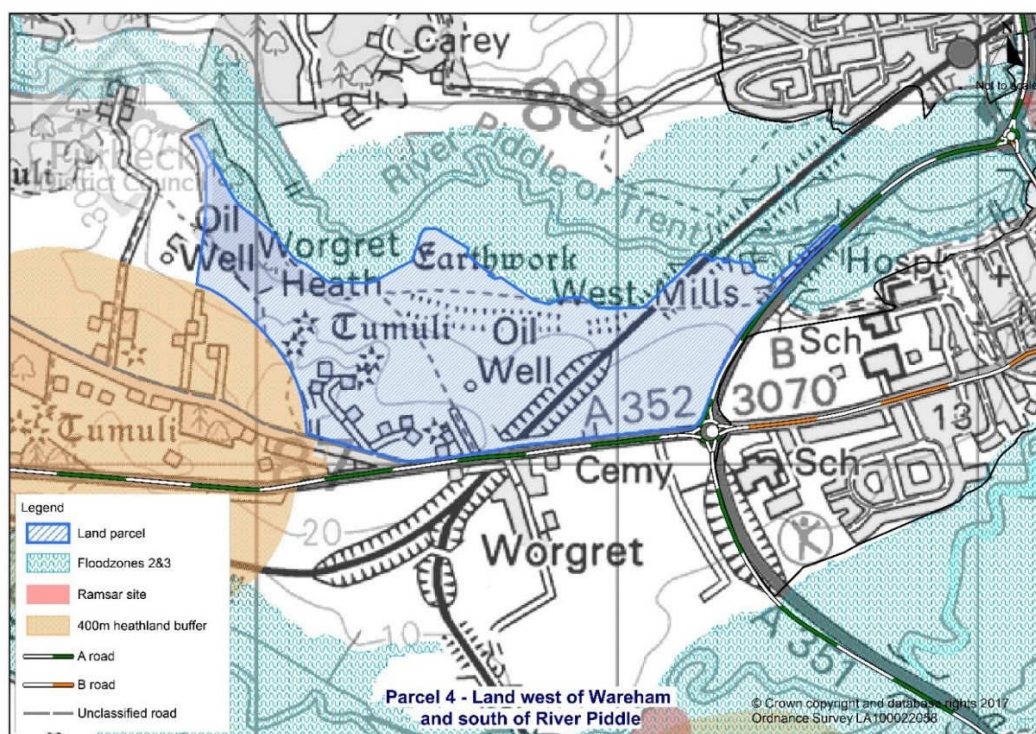 Carey
Not to scale
88
River Piddle or Trent
Purbeck
District Council
uli
Oil
Well
Worgret
Heath
Earthwork
West Mills
Hospl
Tumuli
Oil
Well
Sch
B
3070
A 352
13
Tumuli
87
Cemy
Sch
20
Worgret
10
A 351
Legend
Land parcel
Floodzones 2&3
Ramsar site
400m heathland buffer
A road
B road
Unclassified road
Parcel 4 - Land west of Wareham
and south of River Piddle
© Crown copyright and database rights 2017
Ordnance Survey LA100022058